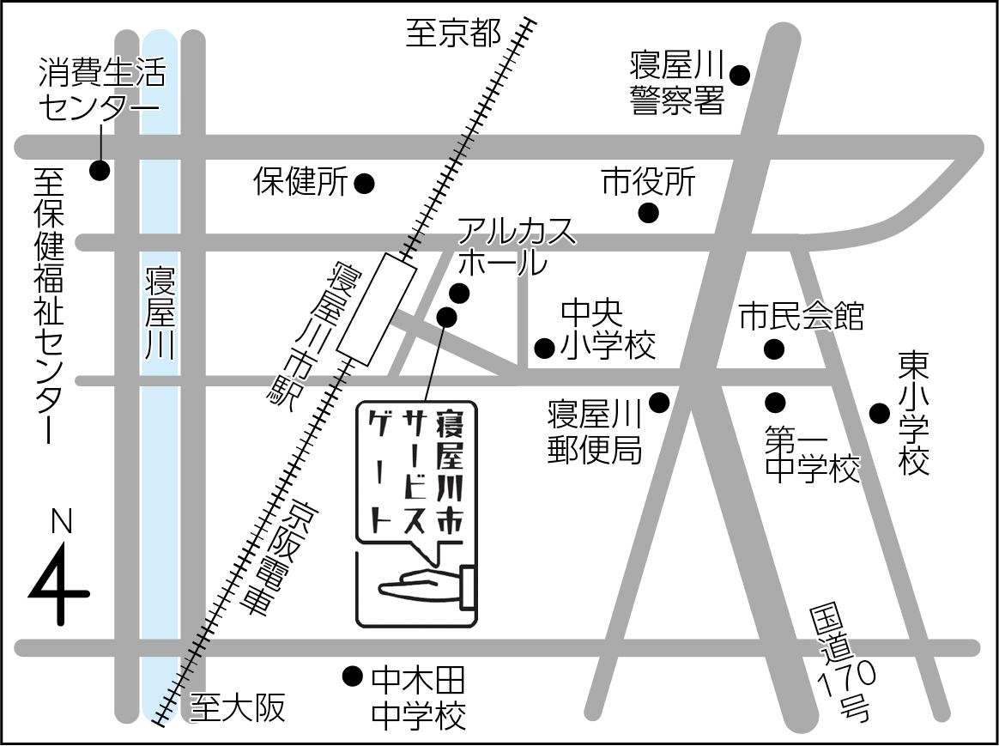 至京都
寝屋川
警察署
消費生活
センター
至保健福祉センター
保健所
市役所
アルカス
ホール
寝屋川
寝屋川市駅
中央
小学校
市民会館
東小学校
寝屋川
郵便局
第一
中学校
寝屋川市
サービス
ゲート
N
京阪電車
国道
170
号
中木田
中学校
至大阪